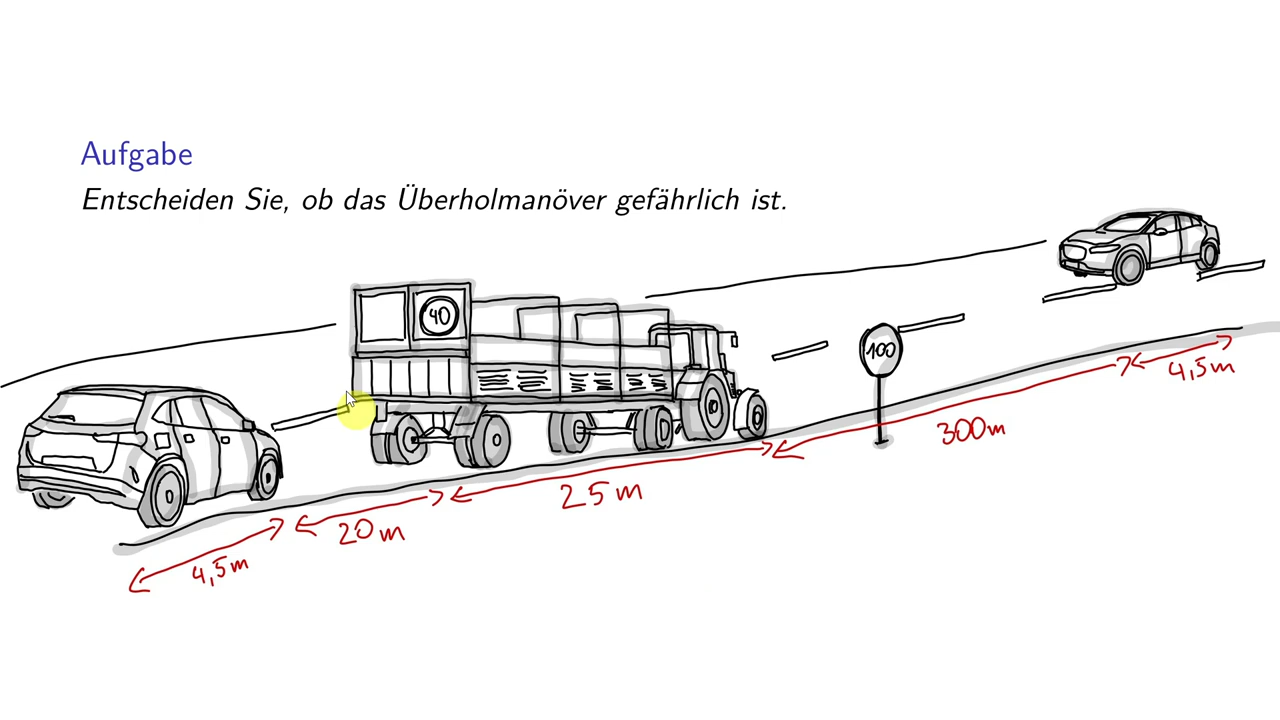 Aufgabe
Entscheiden Sie, ob das Überholmanöver gefährlich ist.
40
100
4,5m
300m
25 m
20m
4,5m